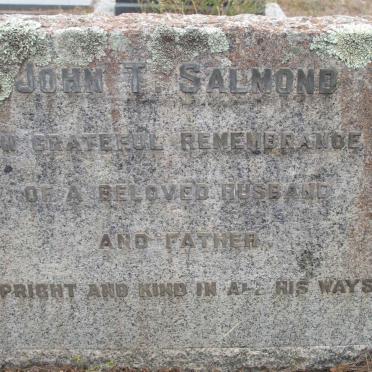 JOHN T. SALMOND
IN GRATEFUL REMEMBRANCE
OF A BELOVED HUSBAND
AND FATHER.
UPRIGHT AND KIND IN ALL HIS WAYS